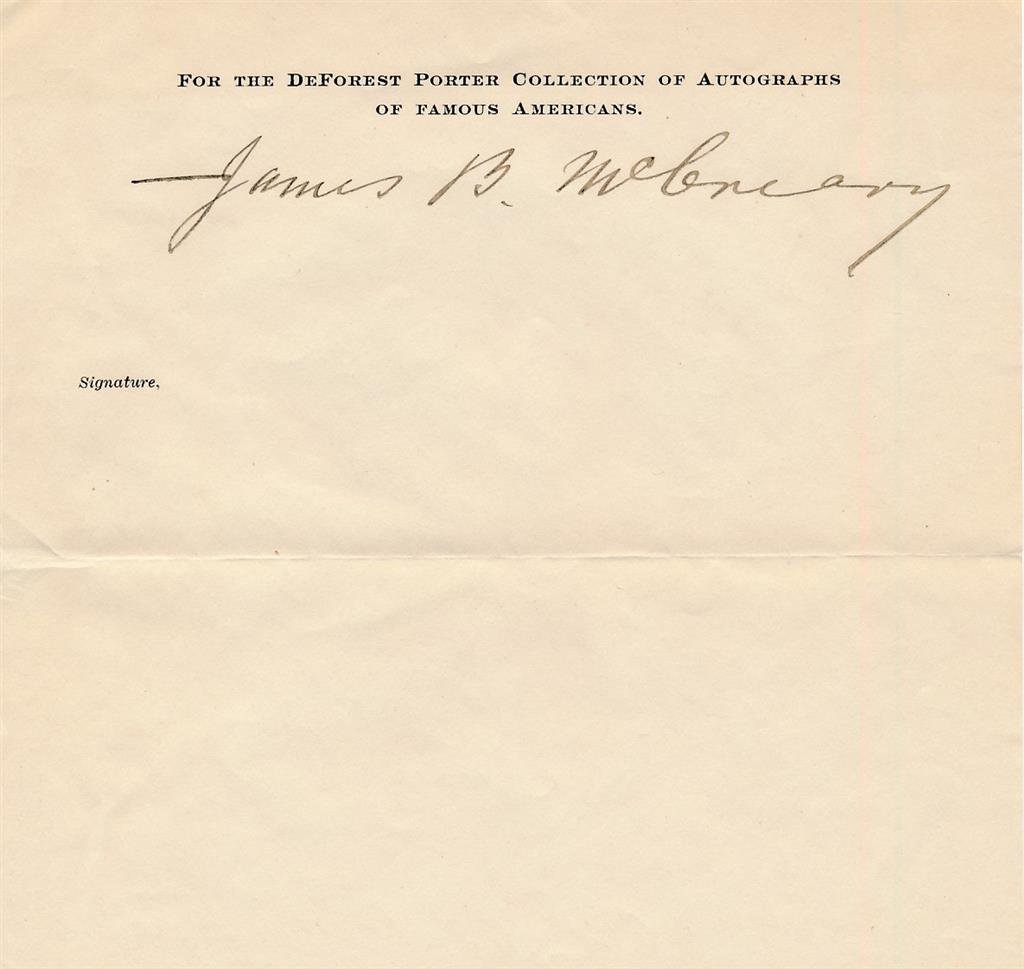 For the DeForest Porter Collection of Autographs
of famous Americans.
James B. McCreary
Signature,